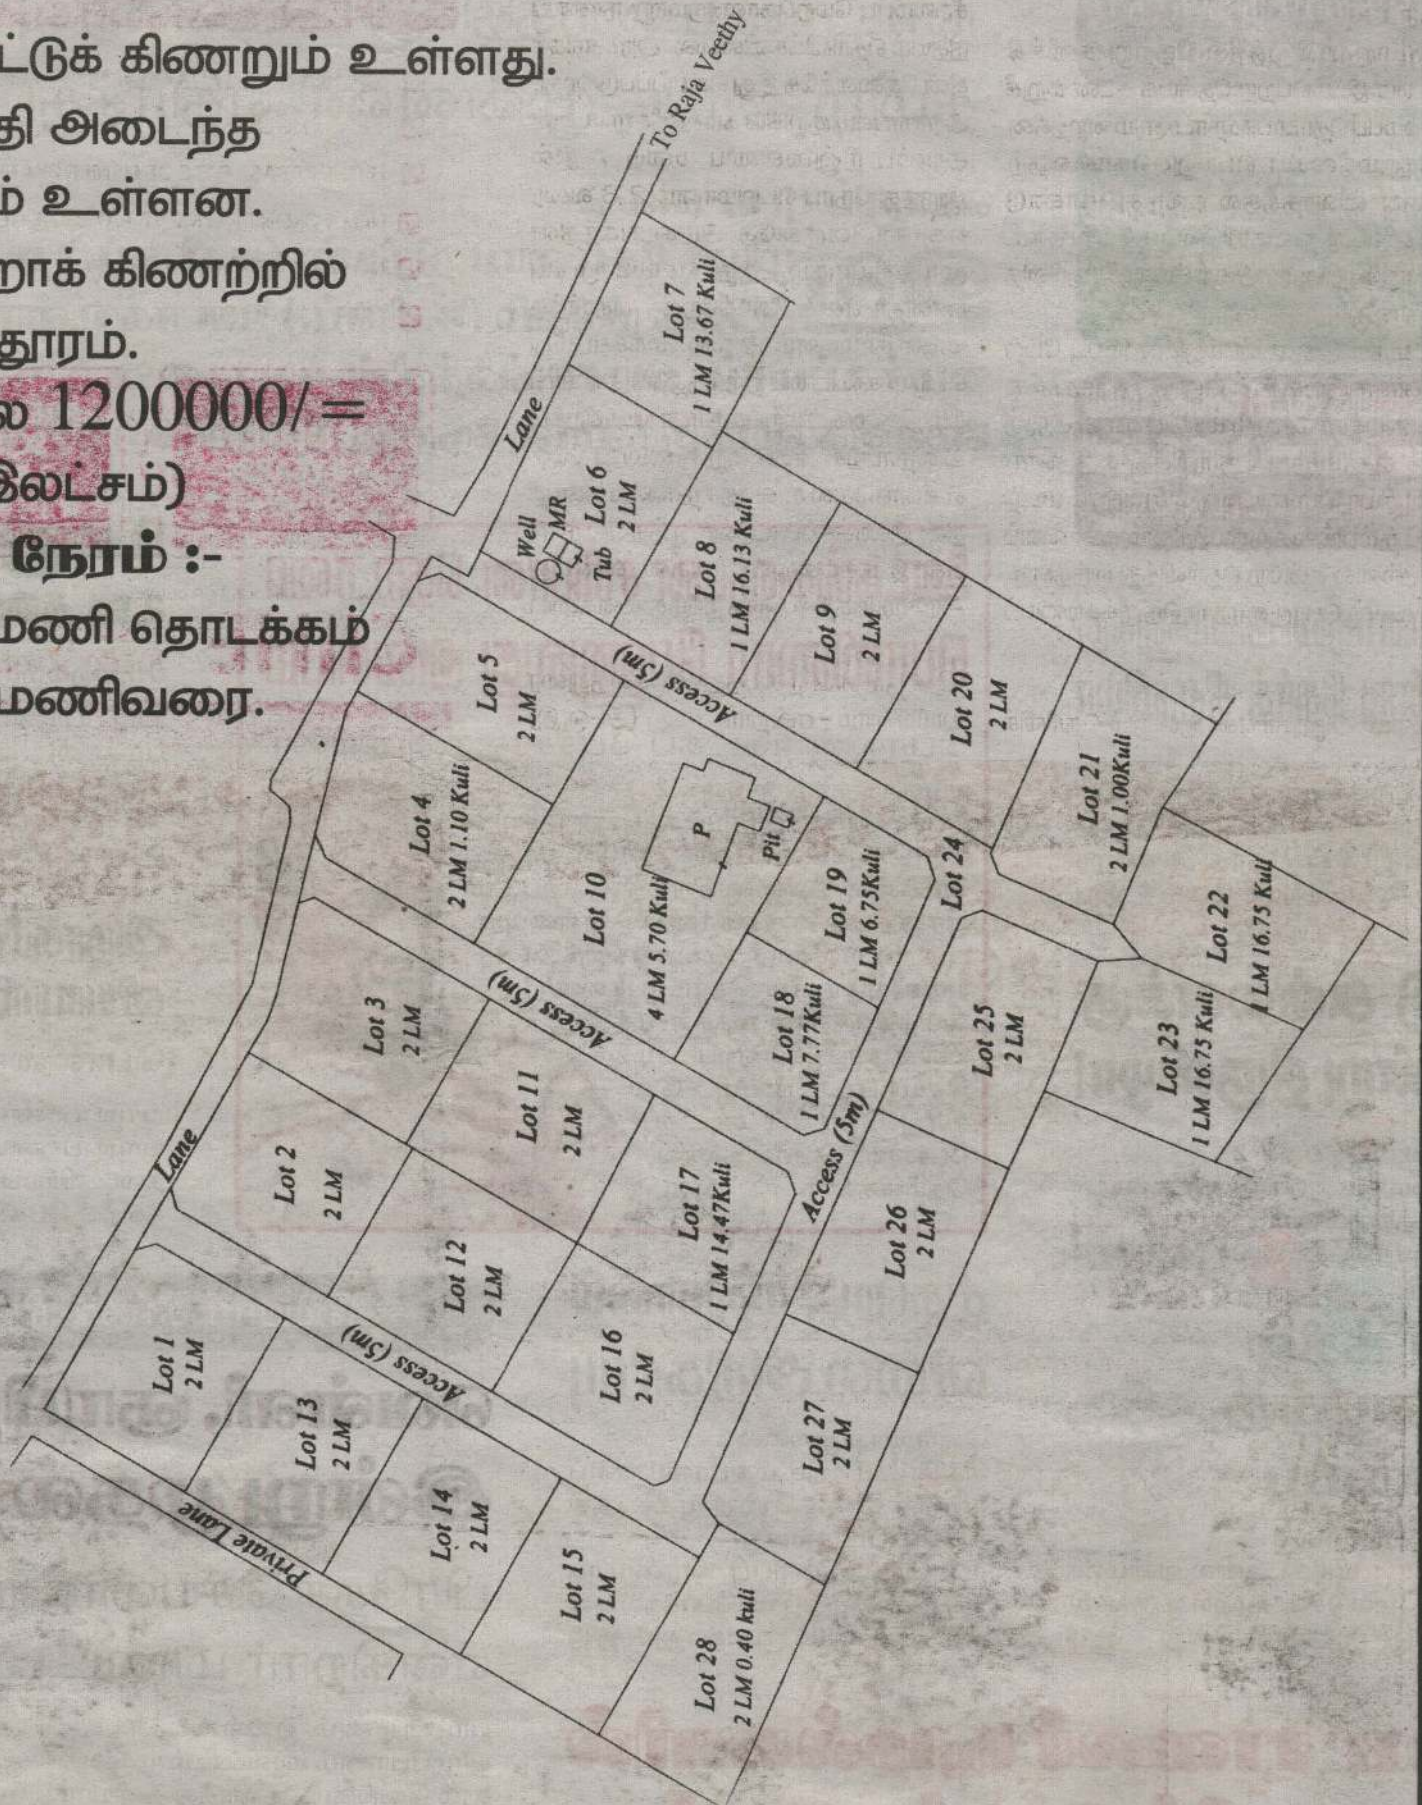 ட்டுக் கிணறும் உள்ளது.
தி அடைந்த
ம் உள்ளன.
றாக் கிணற்றில்
தூரம்.
ல 1200000/=
இலட்சம்)
நேரம் :-
மணி தொடக்கம்
மணிவரை.
To Raja Veethy
Lane
Lot 7
1 LM 13.67 Kuli
Well
MR
Tub
Lot 6
2 LM
Lot 8
1 LM 16.13 Kuli
Lot 9
2 LM
Lot 20
2 LM
Lot 21
2 LM 1.00Kuli
Lot 22
1 LM 16.75 Kuli
Lot 23
1 LM 16.75 Kuli
Access (5m)
Lot 24
Lot 5
2 LM
Lot 4
2 LM 1.10 Kuli
Lot 10
4 LM 5.70 Kuli
P
Pit
Lot 19
1 LM 6.75Kuli
Lot 18
1 LM 7.77Kuli
Access (5m)
Lot 25
2 LM
Lot 3
2 LM
Lot 11
2 LM
Lot 17
1 LM 14.47Kuli
Access (5m)
Lot 26
2 LM
Lane
Lot 2
2 LM
Lot 12
2 LM
Lot 16
2 LM
Lot 27
2 LM
Access (5m)
Lot 1
2 LM
Lot 13
2 LM
Lot 14
2 LM
Lot 15
2 LM
Lot 28
2 LM 0.40 kuli
Private Lane